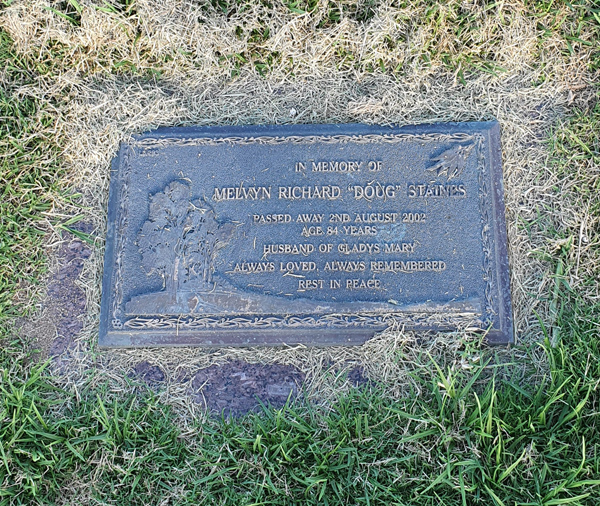 IN MEMORY OF
MELVYN RICHARD "DOUG" STAINES
PASSED AWAY 2ND AUGUST 2002
AGE 84 YEARS
HUSBAND OF GLADYS MARY
ALWAYS LOVED, ALWAYS REMEMBERED
REST IN PEACE